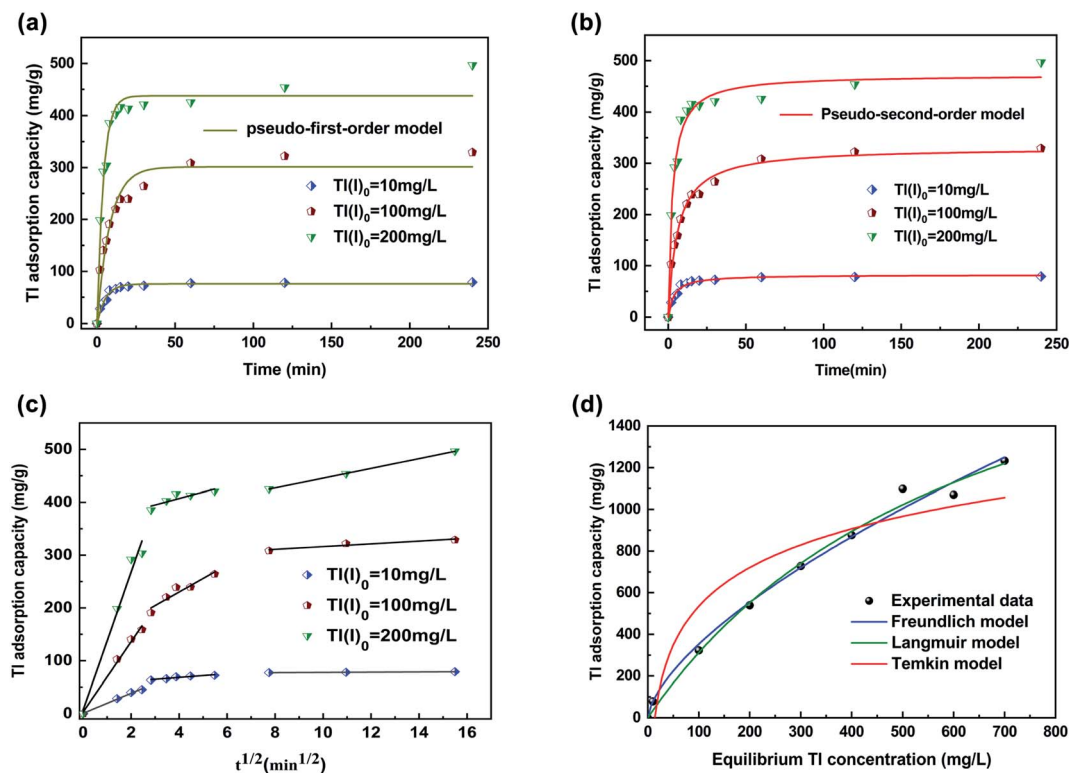 (a)
500
400
300
200
100
0
Tl adsorption capacity (mg/g)
pseudo-first-order model
Tl(I)₀=10mg/L
Tl(I)₀=100mg/L
Tl(I)₀=200mg/L
0 50 100 150 200 250
Time (min)
(b)
500
400
300
200
100
0
Tl adsorption capacity (mg/g)
Pseudo-second-order model
Tl(I)₀=10mg/L
Tl(I)₀=100mg/L
Tl(I)₀=200mg/L
0 50 100 150 200 250
Time(min)
(c)
500
400
300
200
100
0
Tl adsorption capacity (mg/g)
Tl(I)₀=10mg/L
Tl(I)₀=100mg/L
Tl(I)₀=200mg/L
0 2 4 6 8 10 12 14 16
t^1/2(min^1/2)
(d)
1400
1200
1000
800
600
400
200
0
Tl adsorption capacity (mg/g)
Experimental data
Freundlich model
Langmuir model
Temkin model
0 100 200 300 400 500 600 700 800
Equilibrium Tl concentration (mg/L)